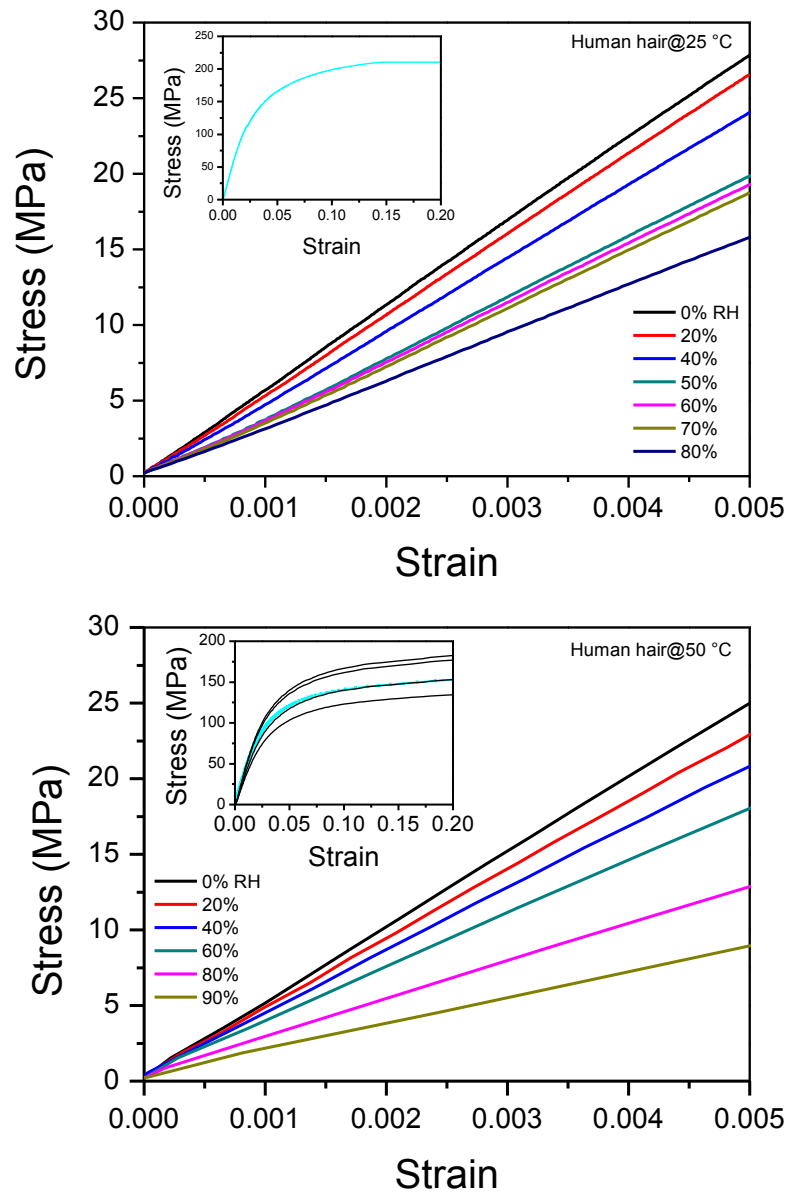 30
25
20
15
10
5
0
Stress (MPa)
0.000 0.001 0.002 0.003 0.004 0.005
Strain
Human hair@25 °C
250
200
150
100
50
0
Stress (MPa)
0.00 0.05 0.10 0.15 0.20
Strain
0% RH
20%
40%
50%
60%
70%
80%
30
25
20
15
10
5
0
Stress (MPa)
0.000 0.001 0.002 0.003 0.004 0.005
Strain
Human hair@50 °C
200
150
100
50
0
Stress (MPa)
0.00 0.05 0.10 0.15 0.20
Strain
0% RH
20%
40%
60%
80%
90%